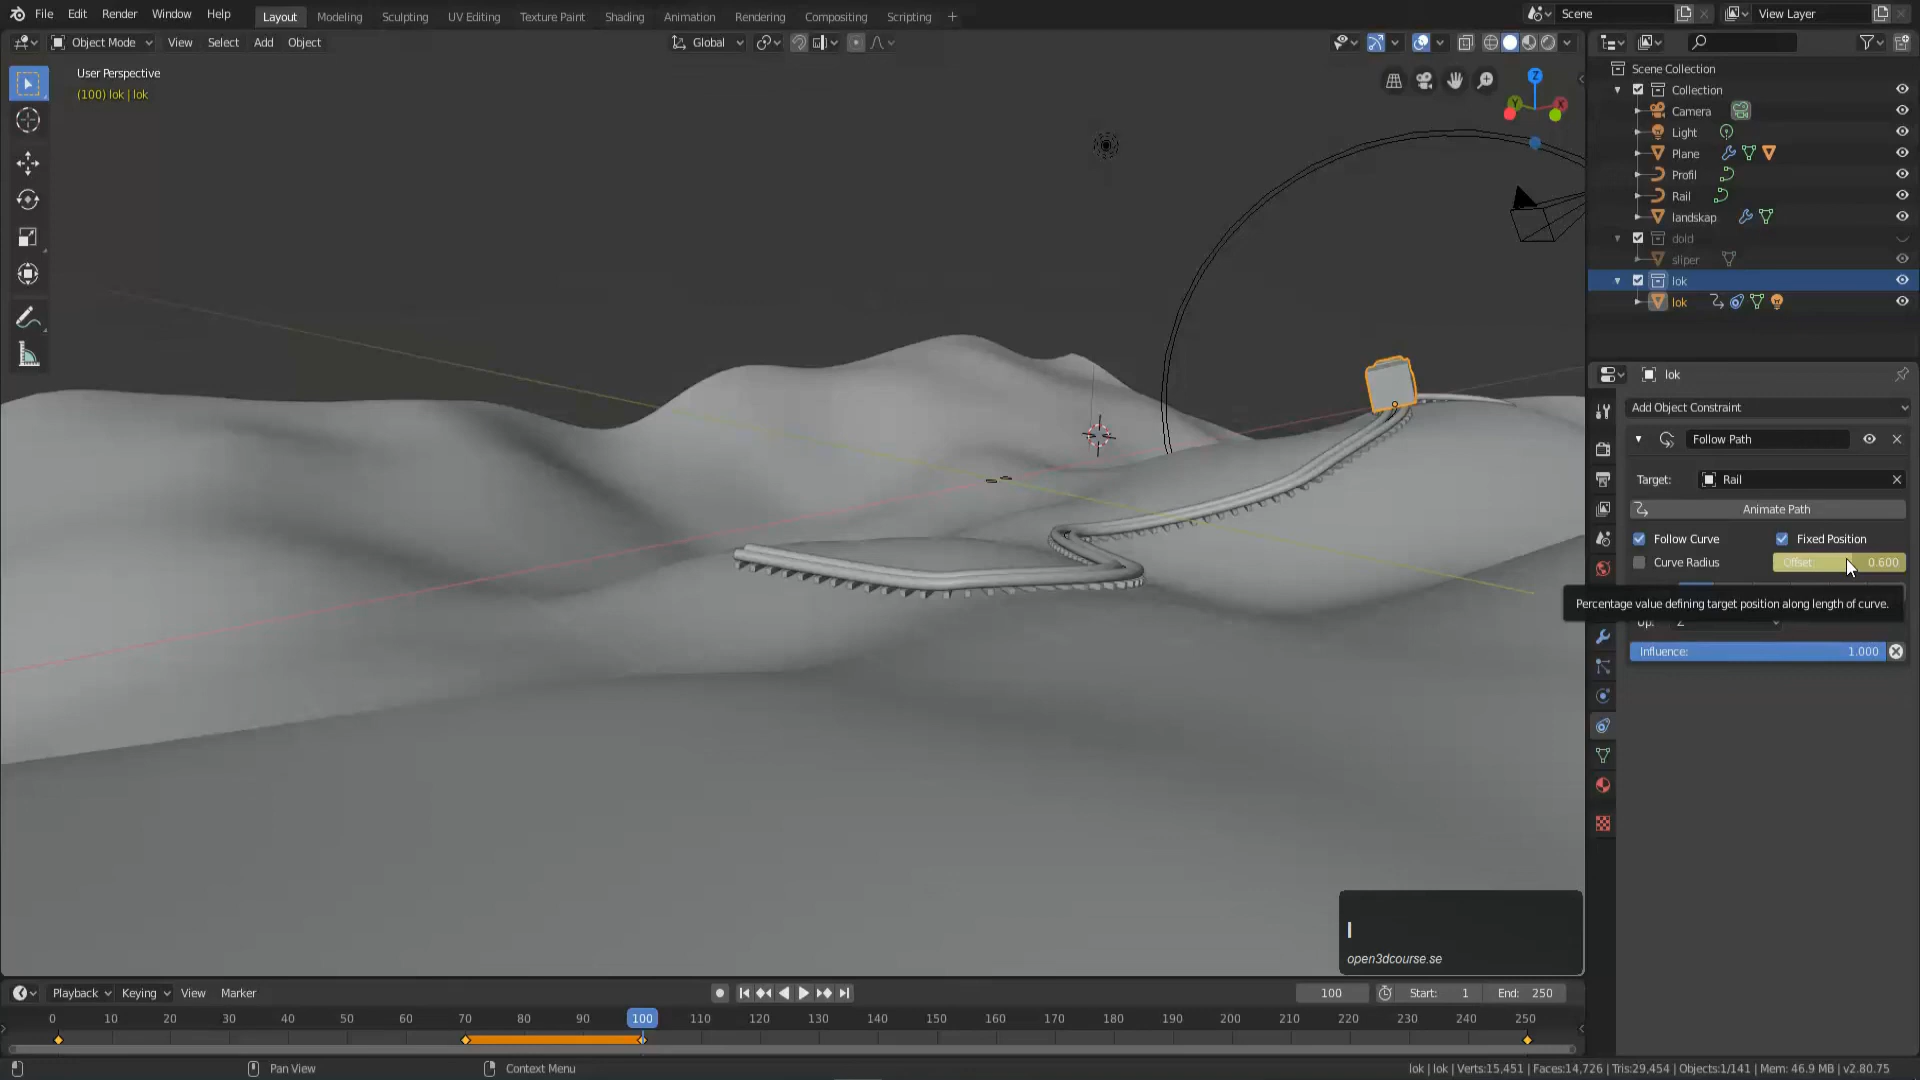 File Edit Render Window Help Layout Modeling Sculpting UV Editing Texture Paint Shading Animation Rendering Compositing Scripting + Scene View Layer
Object Mode View Select Add Object Global
User Perspective
(100) lok | lok
Z
Y
X
Scene Collection
Collection
Camera
Light
Plane
Profil
Rail
landskap
dold
sliper
lok
lok
lok
Add Object Constraint
Follow Path
Target: Rail
Animate Path
Follow Curve Fixed Position
Curve Radius Offset: 0.600
Percentage value defining target position along length of curve.
Up: Z
Influence: 1.000
I
open3dcourse.se
Playback Keying View Marker 100 Start: 1 End: 250
0 10 20 30 40 50 60 70 80 90 100 110 120 130 140 150 160 170 180 190 200 210 220 230 240 250
Pan View Context Menu lok | lok | Verts:15,451 | Faces:14,726 | Tris:29,454 | Objects:1/141 | Mem: 46.9 MB | v2.80.75